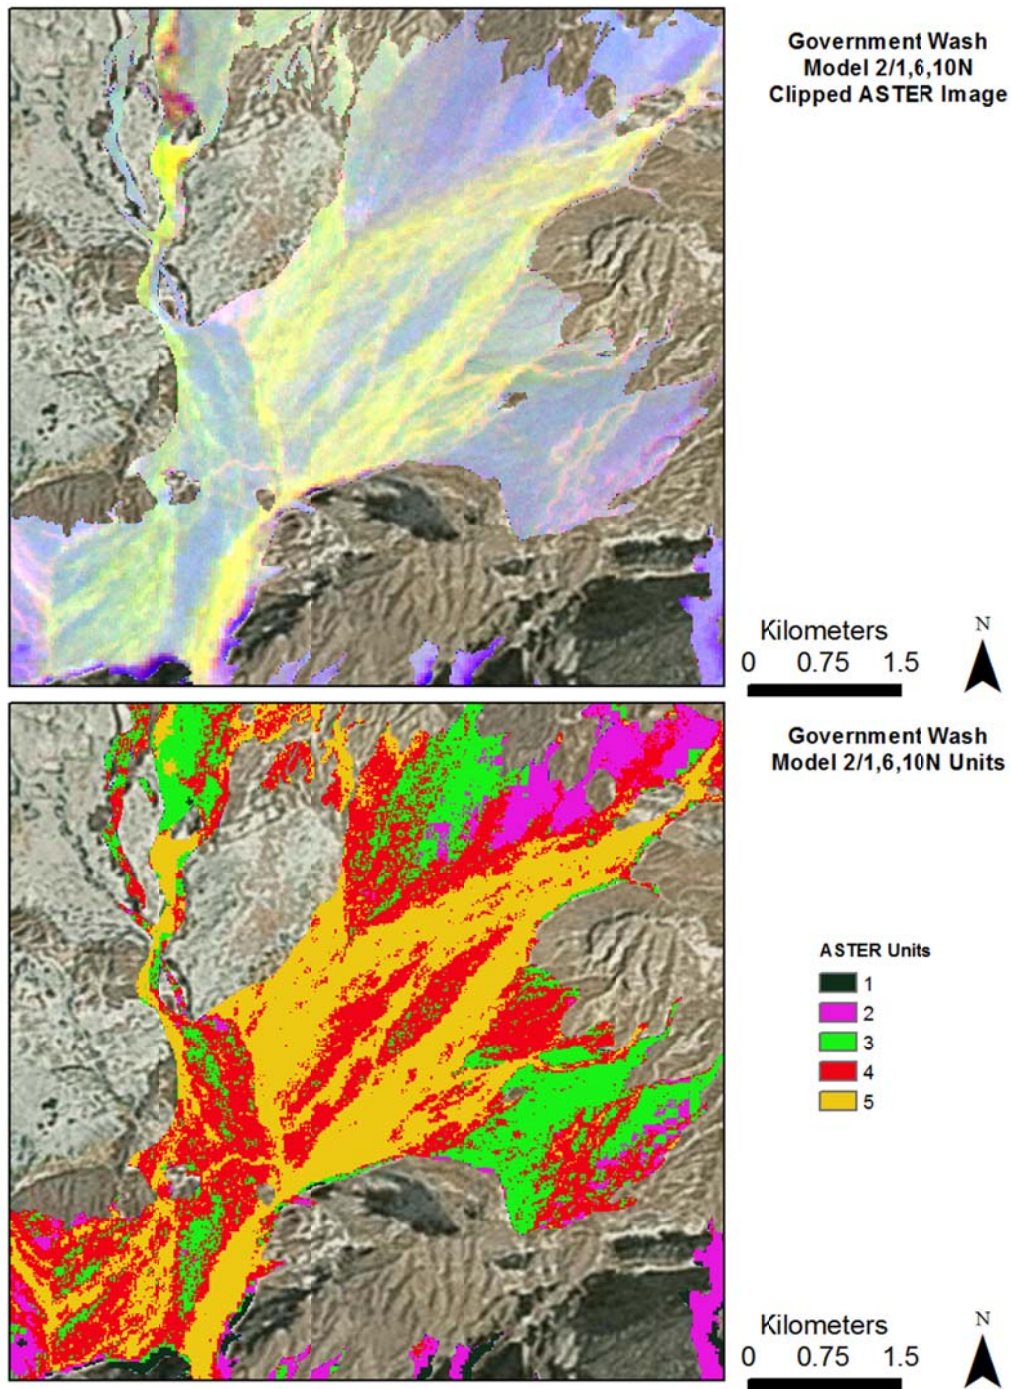 Government Wash
Model 2/1,6,10N
Clipped ASTER Image
Kilometers
0 0.75 1.5
N
Government Wash
Model 2/1,6,10N Units
ASTER Units
1
2
3
4
5
Kilometers
0 0.75 1.5
N